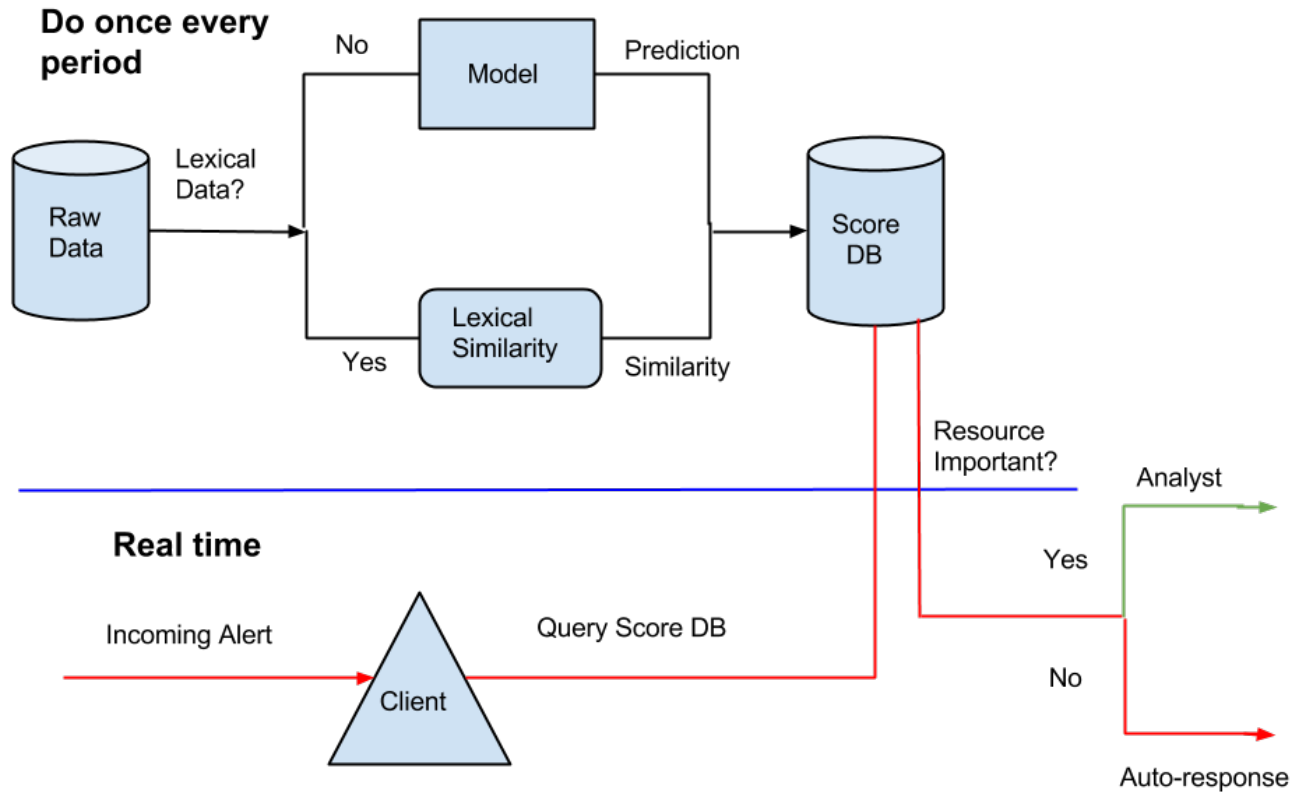 Do once every
period
No
Model
Prediction
Lexical
Data?
Raw
Data
Score
DB
Yes
Lexical
Similarity
Similarity
Resource
Important?
Analyst
Real time
Yes
Incoming Alert
Query Score DB
Client
No
Auto-response